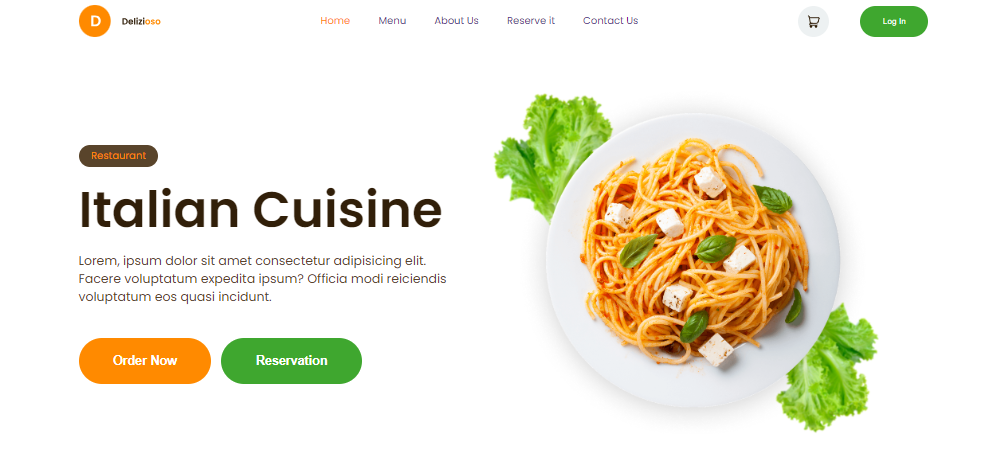 D Delizioso Home Menu About Us Reserve it Contact Us Log In
Restaurant
Italian Cuisine
Lorem, ipsum dolor sit amet consectetur adipisicing elit.
Facere voluptatum expedita ipsum? Officia modi reiciendis
voluptatum eos quasi incidunt.
Order Now Reservation